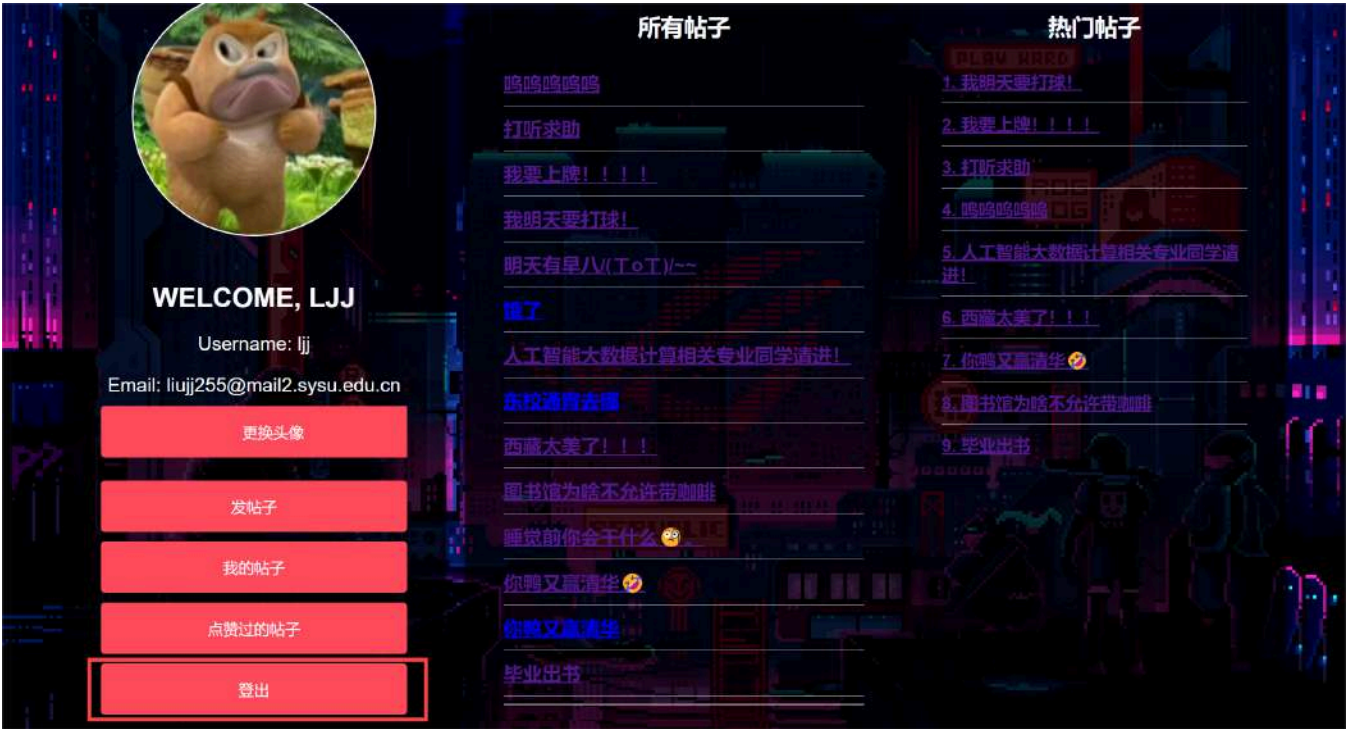 WELCOME, LJJ
Username: ljj
Email: liujj255@mail2.sysu.edu.cn
更换头像
发帖子
我的帖子
点赞过的帖子
登出
所有帖子
呜呜呜呜呜
打听求助
我要上牌！！！！
我明天要打球！
明天有早八/(ㄒoㄒ)/~~
饿了
人工智能大数据计算相关专业同学请进！
东校通宵去哪
西藏太美了！！！
图书馆为啥不允许带咖啡
睡觉前你会干什么🧐 .
你鸭又赢清华🤣
你鸭又赢清华
毕业出书
热门帖子
PLAY HARD
1. 我明天要打球！
2. 我要上牌！！！！
3. 打听求助
4. 呜呜呜呜呜
5. 人工智能大数据计算相关专业同学请
进！
6. 西藏太美了！！！
7. 你鸭又赢清华🤣
8. 图书馆为啥不允许带咖啡
9. 毕业出书